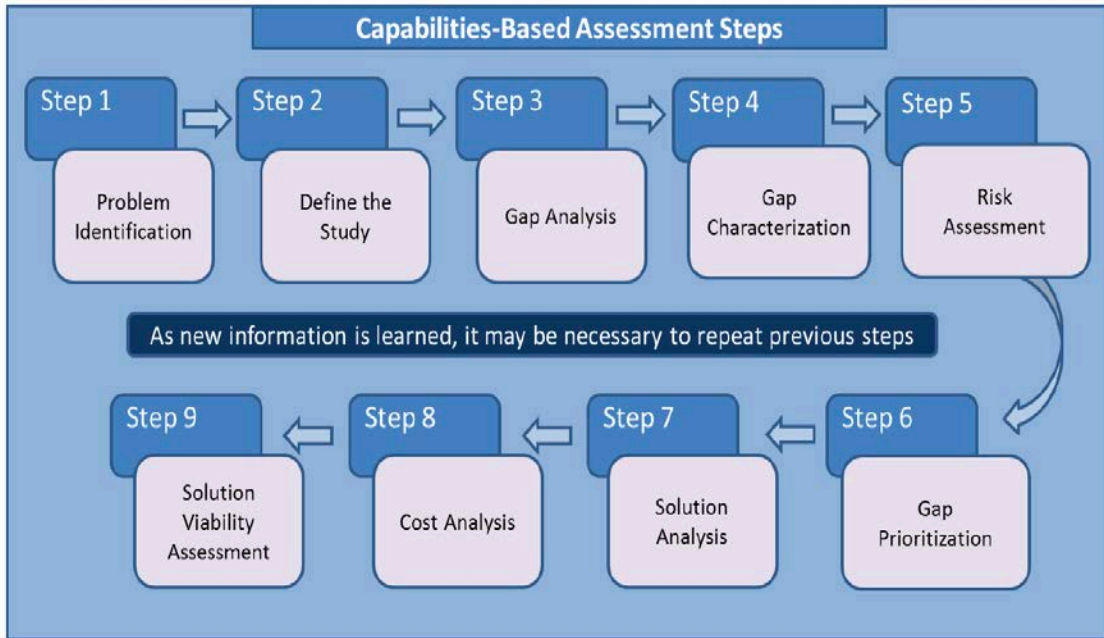 Capabilities-Based Assessment Steps
Step 1
Problem
Identification
Step 2
Define the
Study
Step 3
Gap Analysis
Step 4
Gap
Characterization
Step 5
Risk
Assessment
As new information is learned, it may be necessary to repeat previous steps
Step 6
Gap
Prioritization
Step 7
Solution
Analysis
Step 8
Cost Analysis
Step 9
Solution
Viability
Assessment